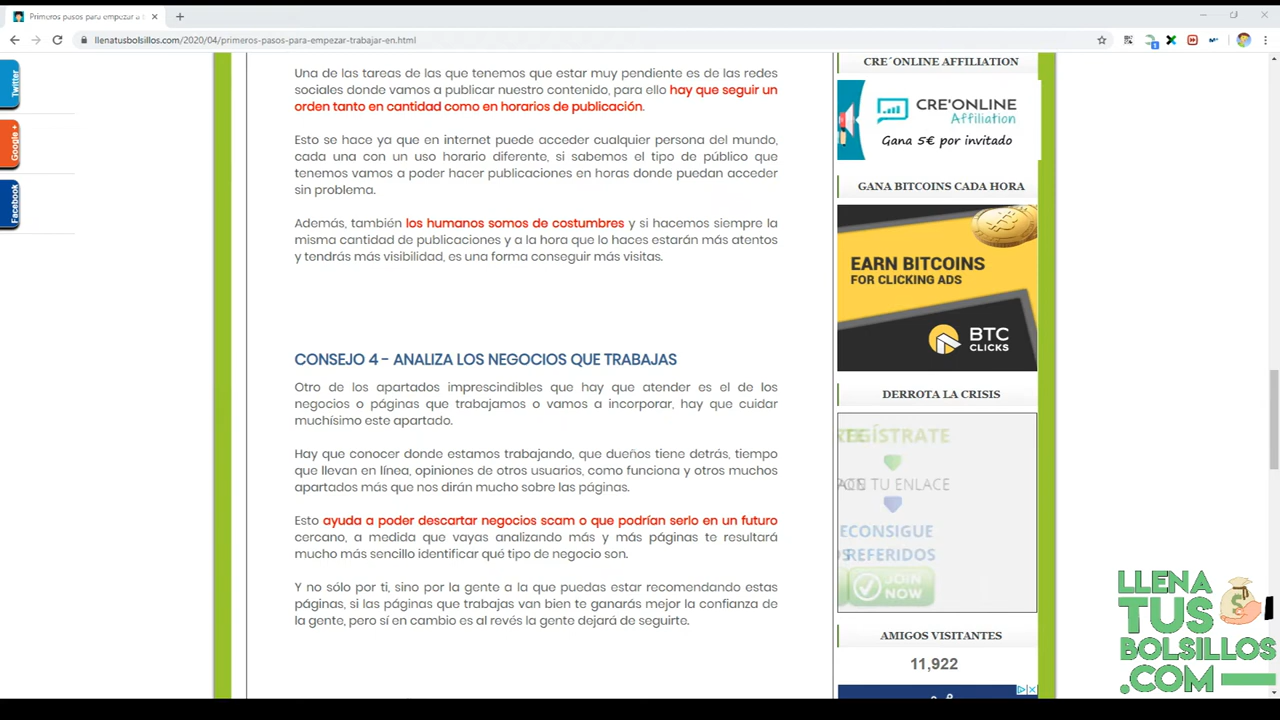 Primeros pasos para empezar a
llenatusbolsillos.com/2020/04/primeros-pasos-para-empezar-trabajar-en.html
Twitter
Google +
Facebook
Una de las tareas de las que tenemos que estar muy pendiente es de las redes
sociales donde vamos a publicar nuestro contenido, para ello hay que seguir un
orden tanto en cantidad como en horarios de publicación.
Esto se hace ya que en internet puede acceder cualquier persona del mundo,
cada una con un uso horario diferente, si sabemos el tipo de público que
tenemos vamos a poder hacer publicaciones en horas donde puedan acceder
sin problema.
Además, también los humanos somos de costumbres y si hacemos siempre la
misma cantidad de publicaciones y a la hora que lo haces estarán más atentos
y tendrás más visibilidad, es una forma conseguir más visitas.
CONSEJO 4 - ANALIZA LOS NEGOCIOS QUE TRABAJAS
Otro de los apartados imprescindibles que hay que atender es el de los
negocios o páginas que trabajamos o vamos a incorporar, hay que cuidar
muchísimo este apartado.
Hay que conocer donde estamos trabajando, que dueños tiene detrás, tiempo
que llevan en línea, opiniones de otros usuarios, como funciona y otros muchos
apartados más que nos dirán mucho sobre las páginas.
Esto ayuda a poder descartar negocios scam o que podrían serlo en un futuro
cercano, a medida que vayas analizando más y más páginas te resultará
mucho más sencillo identificar qué tipo de negocio son.
Y no sólo por ti, sino por la gente a la que puedas estar recomendando estas
páginas, si las páginas que trabajas van bien te ganarás mejor la confianza de
la gente, pero sí en cambio es al revés la gente dejará de seguirte.
CRE´ONLINE AFFILIATION
CRE'ONLINE
Affiliation
Gana 5€ por invitado
GANA BITCOINS CADA HORA
EARN BITCOINS
FOR CLICKING ADS
BTC
CLICKS
DERROTA LA CRISIS
REGÍSTRATE
TU ENLACE
ECONSIGUE
REFERIDOS
JOIN
NOW
AMIGOS VISITANTES
11,922
LLENA
TUS
BOLSILLOS
.COM